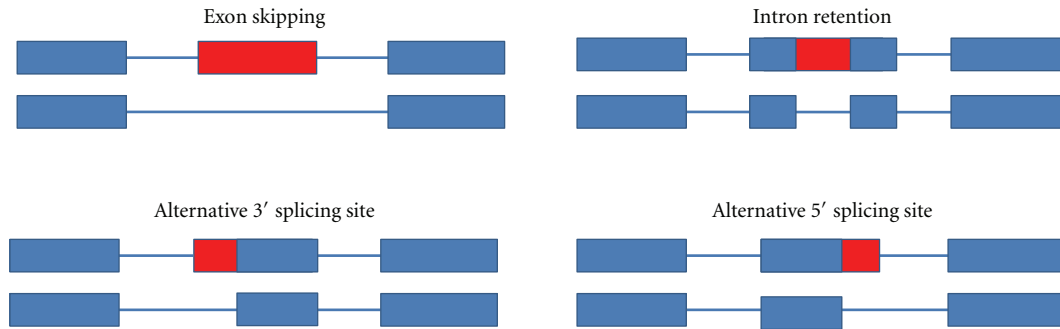 Exon skipping
Intron retention
Alternative 3′ splicing site
Alternative 5′ splicing site